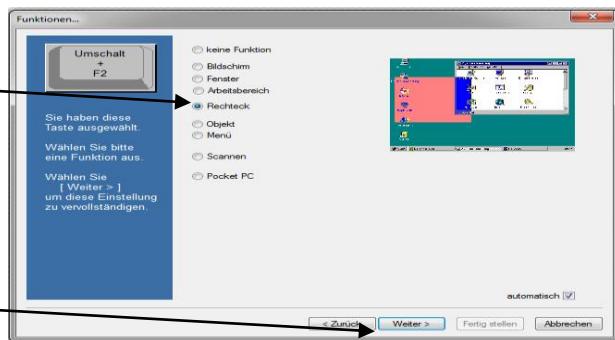 Funktionen...
Umschalt
+
F2
Sie haben diese
Taste ausgewählt.
Wählen Sie bitte
eine Funktion aus.
Wählen Sie
[ Weiter > ]
um diese Einstellung
zu vervollständigen.
keine Funktion
Bildschirm
Fenster
Arbeitsbereich
Rechteck
Objekt
Menü
Scannen
Pocket PC
automatisch
< Zurück
Weiter >
Fertig stellen
Abbrechen